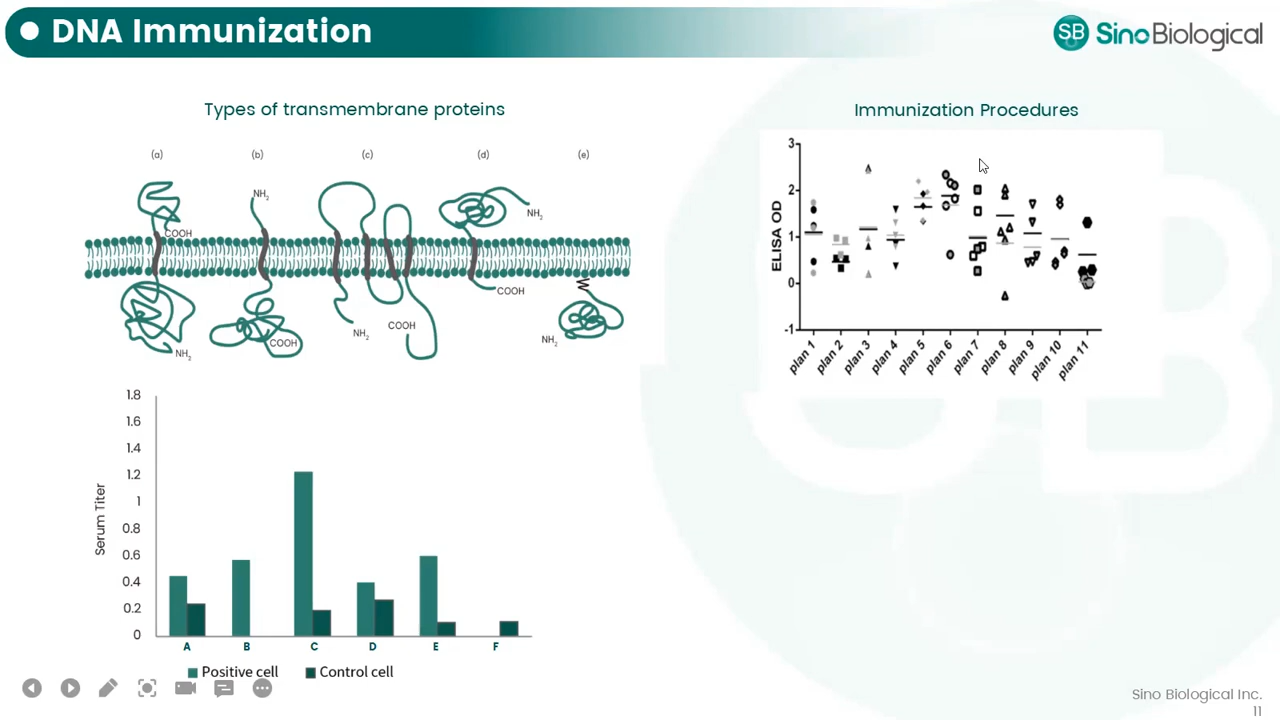 DNA Immunization
SB SinoBiological
Types of transmembrane proteins
(a) (b) (c) (d) (e)
NH2
NH2
COOH
COOH
NH2
COOH
COOH
NH2
NH2
1.8
1.6
1.4
1.2
1
0.8
0.6
0.4
0.2
0
Serum Titer
A B C D E F
Positive cell Control cell
Immunization Procedures
3
2
1
0
-1
ELISA OD
plan 1 plan 2 plan 3 plan 4 plan 5 plan 6 plan 7 plan 8 plan 9 plan 10 plan 11
Sino Biological Inc.
11